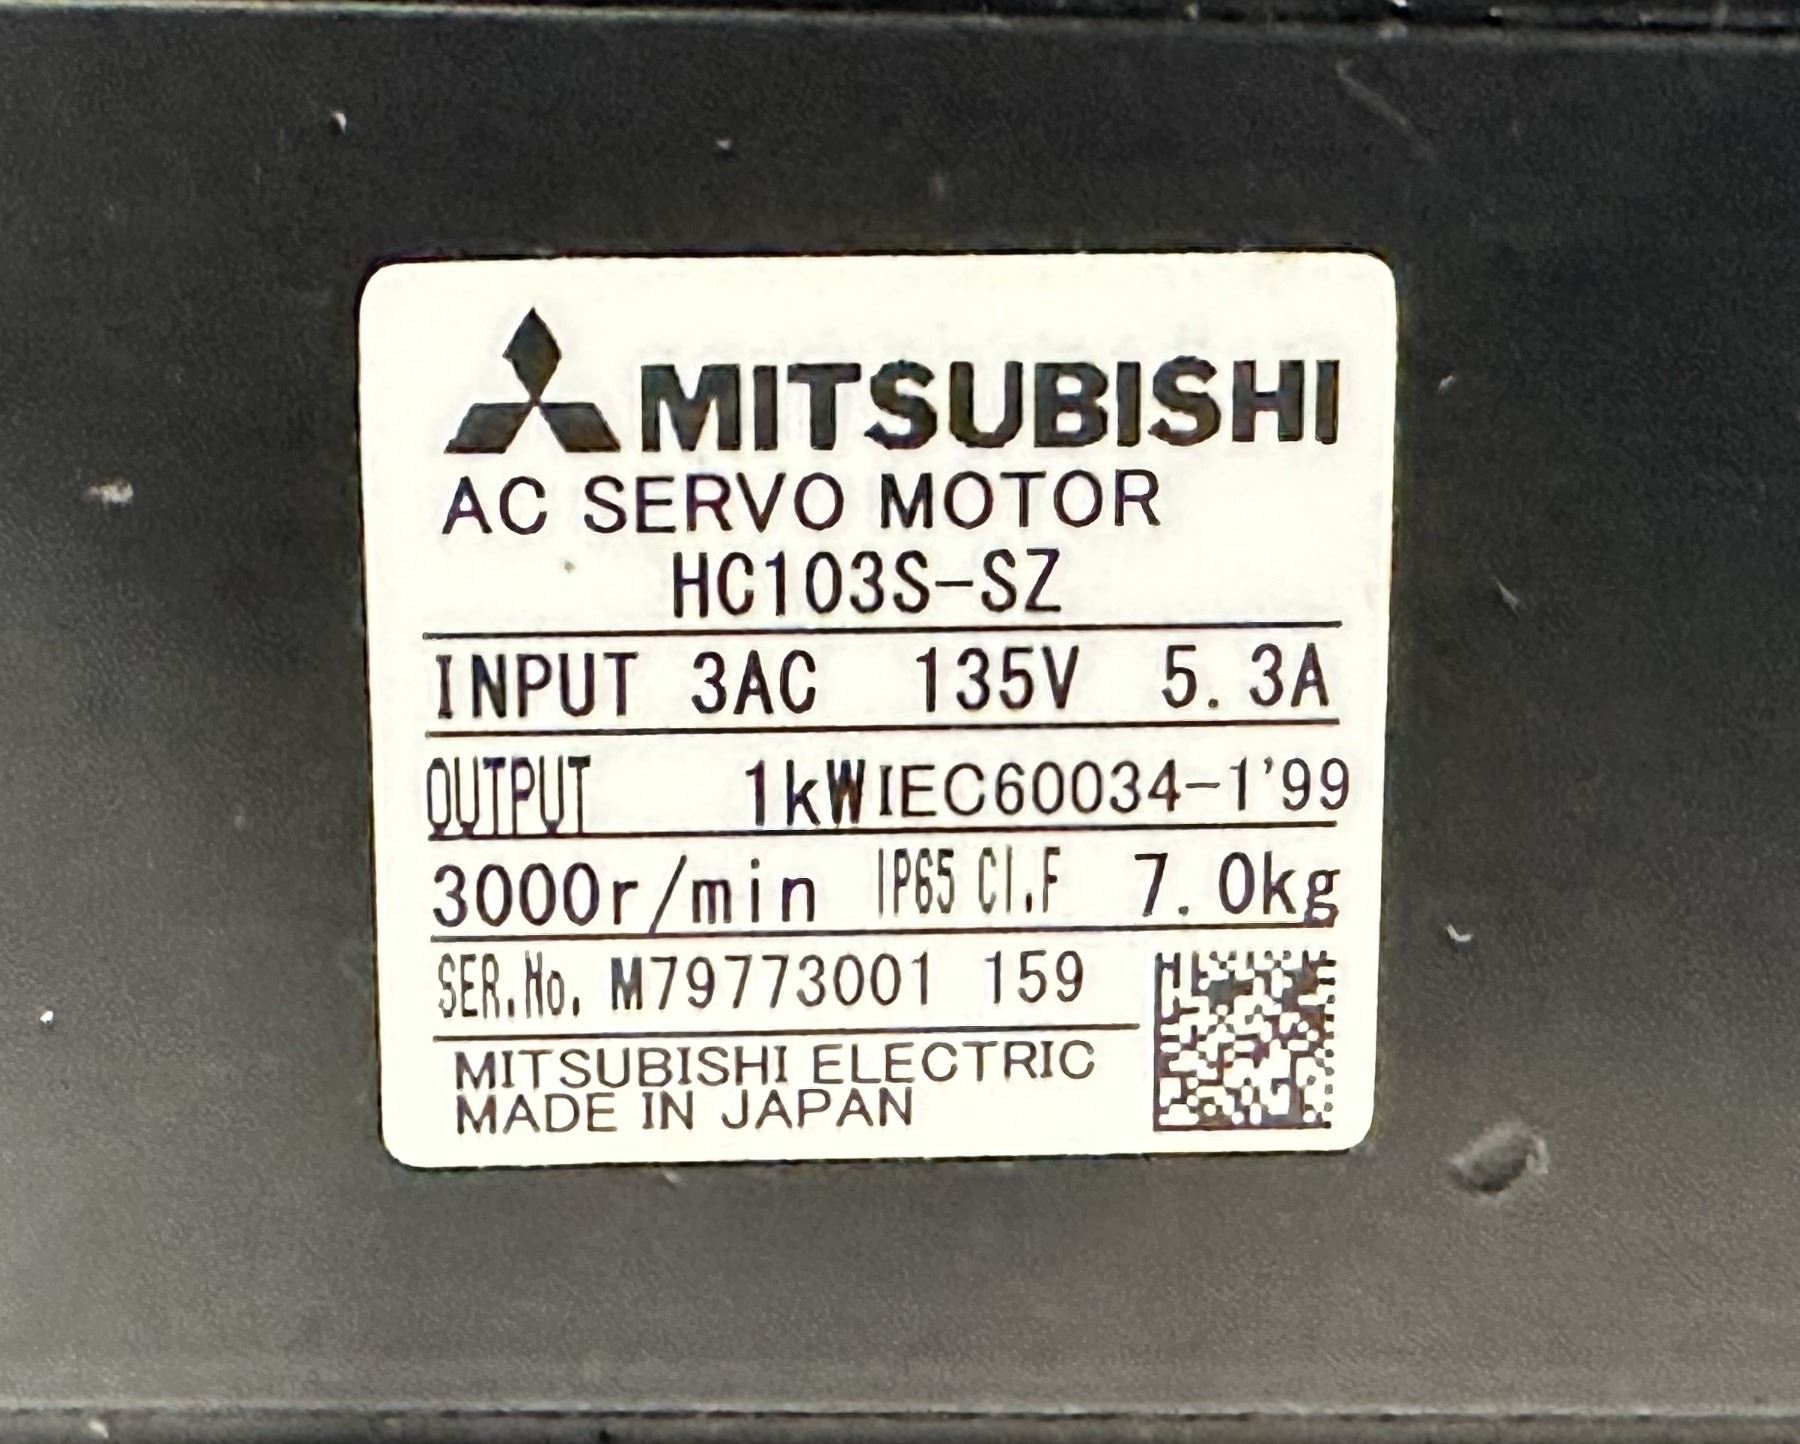 MITSUBISHI
AC SERVO MOTOR
HC103S-SZ
INPUT 3AC 135V 5.3A
OUTPUT 1kW IEC60034-1'99
3000r/min IP65 CI.F 7.0kg
SER.No. M79773001 159
MITSUBISHI ELECTRIC
MADE IN JAPAN